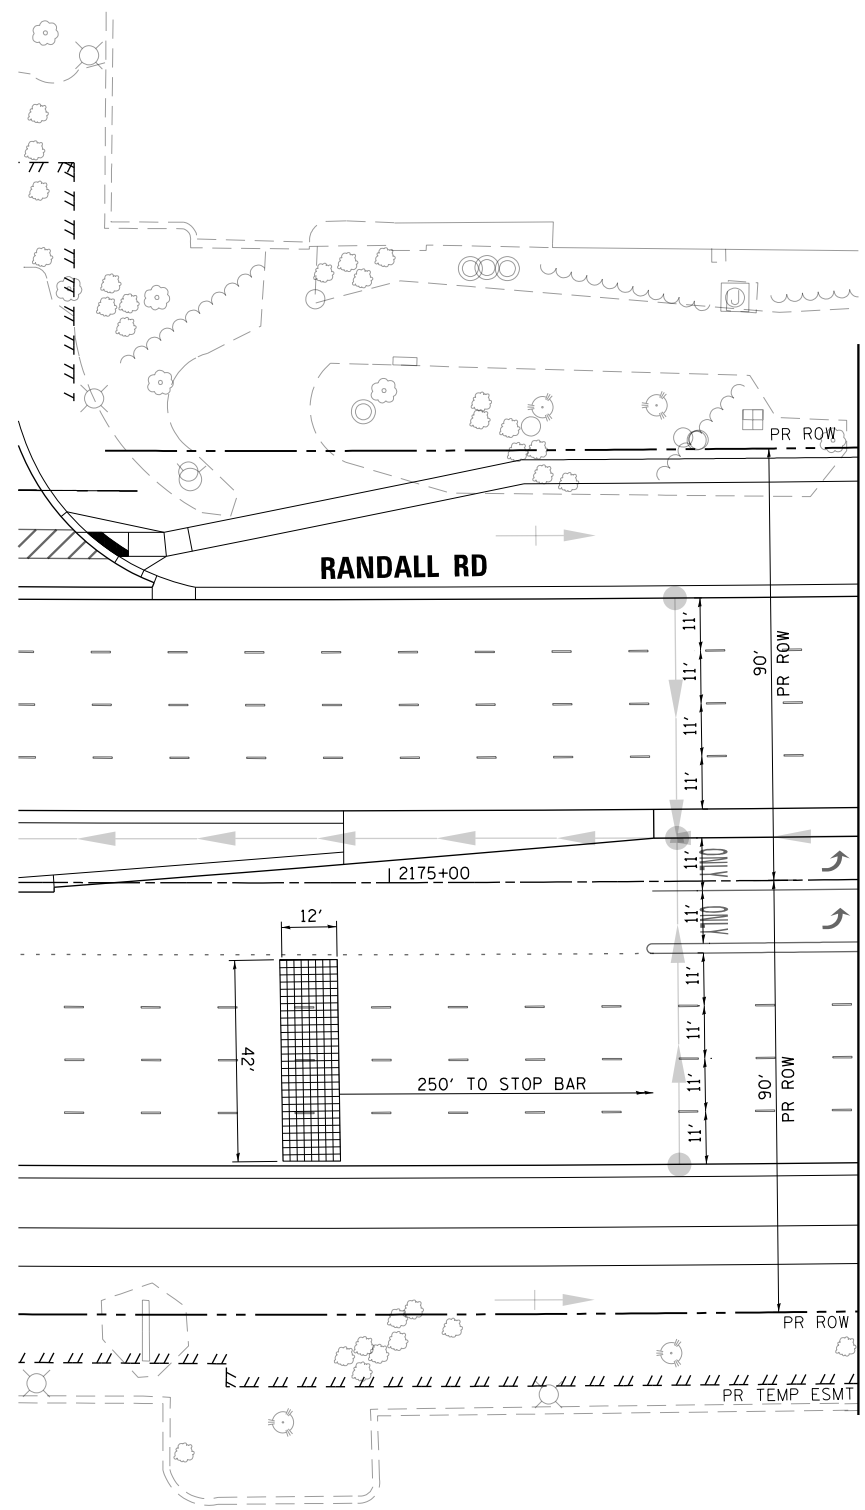 J
PR ROW
RANDALL RD
11'
11'
11'
11'
90'
PR ROW
2175+00
11'
ONLY
11'
ONLY
12'
42'
250' TO STOP BAR
11'
11'
11'
11'
90'
PR ROW
PR ROW
PR TEMP ESMT